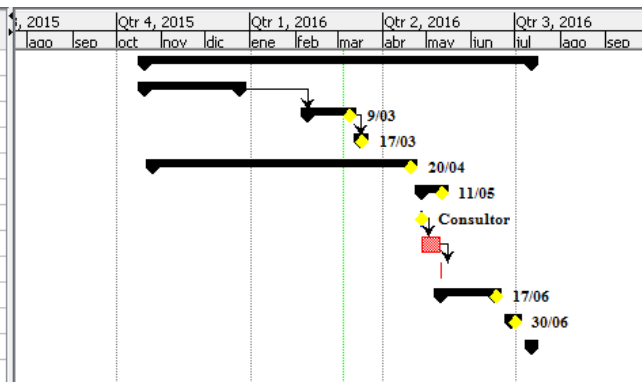 , 2015 Qtr 4, 2015 Qtr 1, 2016 Qtr 2, 2016 Qtr 3, 2016
ago sep oct nov dic ene feb mar abr may jun jul ago sep
9/03
17/03
20/04
11/05
Consultor
17/06
30/06